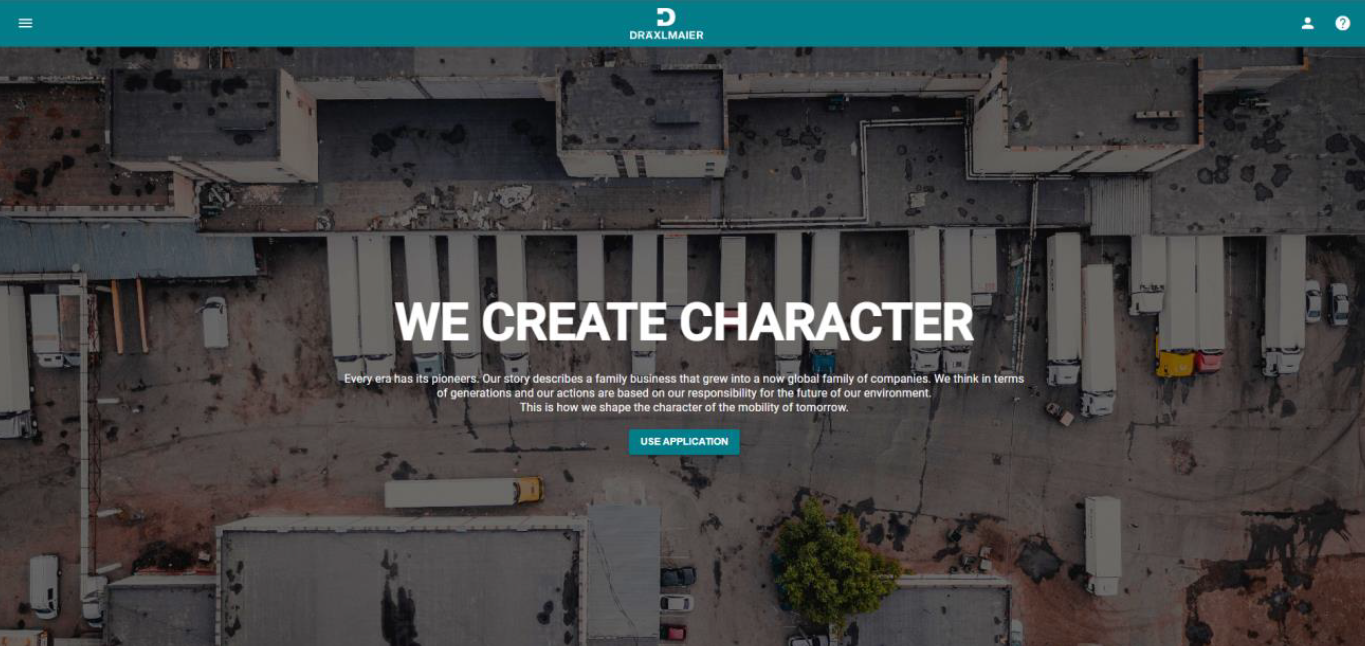 DRÄXLMAIER
WE CREATE CHARACTER
Every era has its pioneers. Our story describes a family business that grew into a now global family of companies. We think in terms
of generations and our actions are based on our responsibility for the future of our environment.
This is how we shape the character of the mobility of tomorrow.
USE APPLICATION